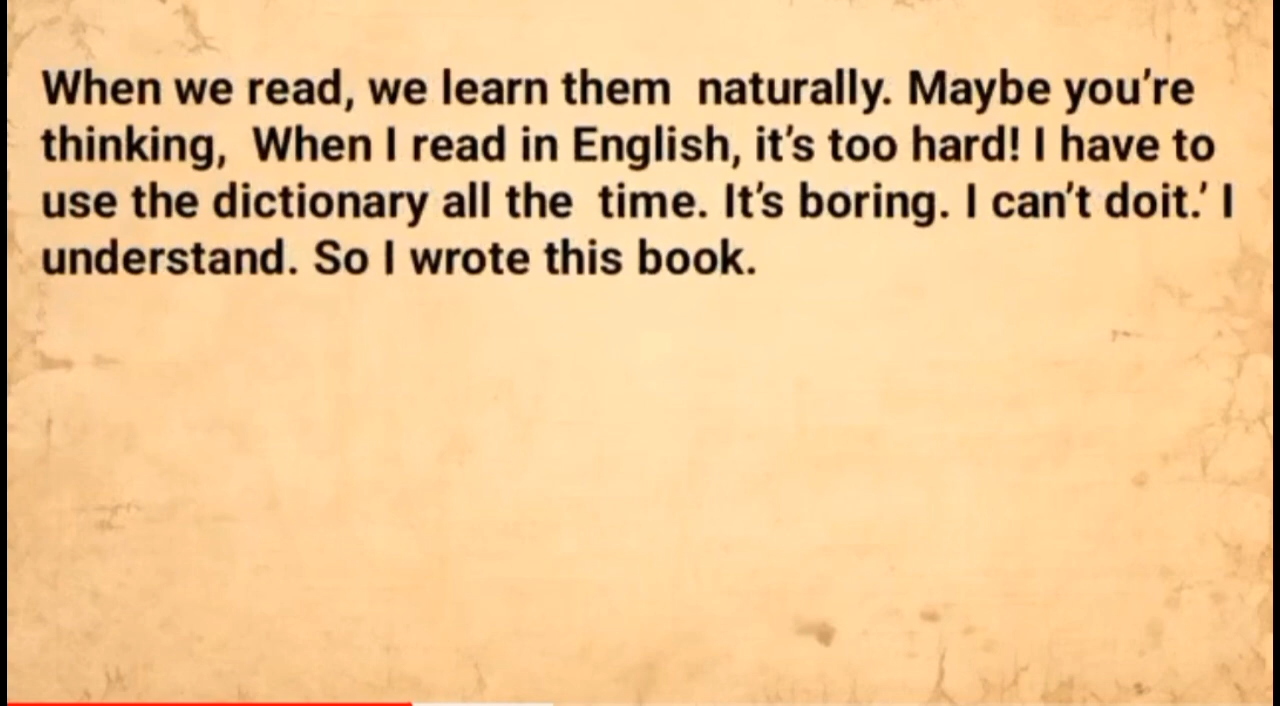 When we read, we learn them  naturally. Maybe you’re
thinking,  When I read in English, it’s too hard! I have to
use the dictionary all the  time. It’s boring. I can’t doit.’ I
understand. So I wrote this book.